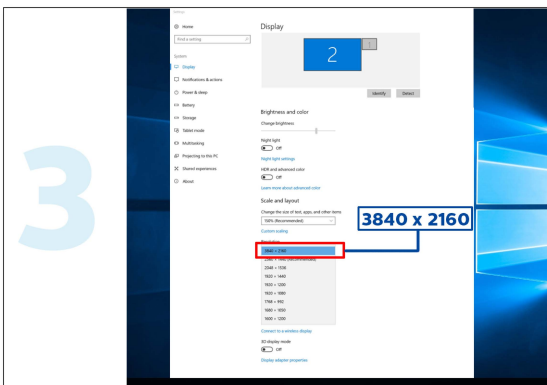 3
Settings
Home
Find a setting
System
Display
Notifications & actions
Power & sleep
Battery
Storage
Tablet mode
Multitasking
Projecting to this PC
Shared experiences
About
Display
2
1
Identify
Detect
Brightness and color
Change brightness
Night light
Off
Night light settings
HDR and advanced color
Off
Learn more about advanced color
Scale and layout
Change the size of text, apps, and other items
100% (Recommended)
Custom scaling
Resolution
3840 × 2160
3840 x 2160
2048 × 1536
1920 × 1440
1920 × 1200
1920 × 1080
1768 × 992
1680 × 1050
1600 × 1200
Connect to a wireless display
3D display mode
Off
Display adapter properties